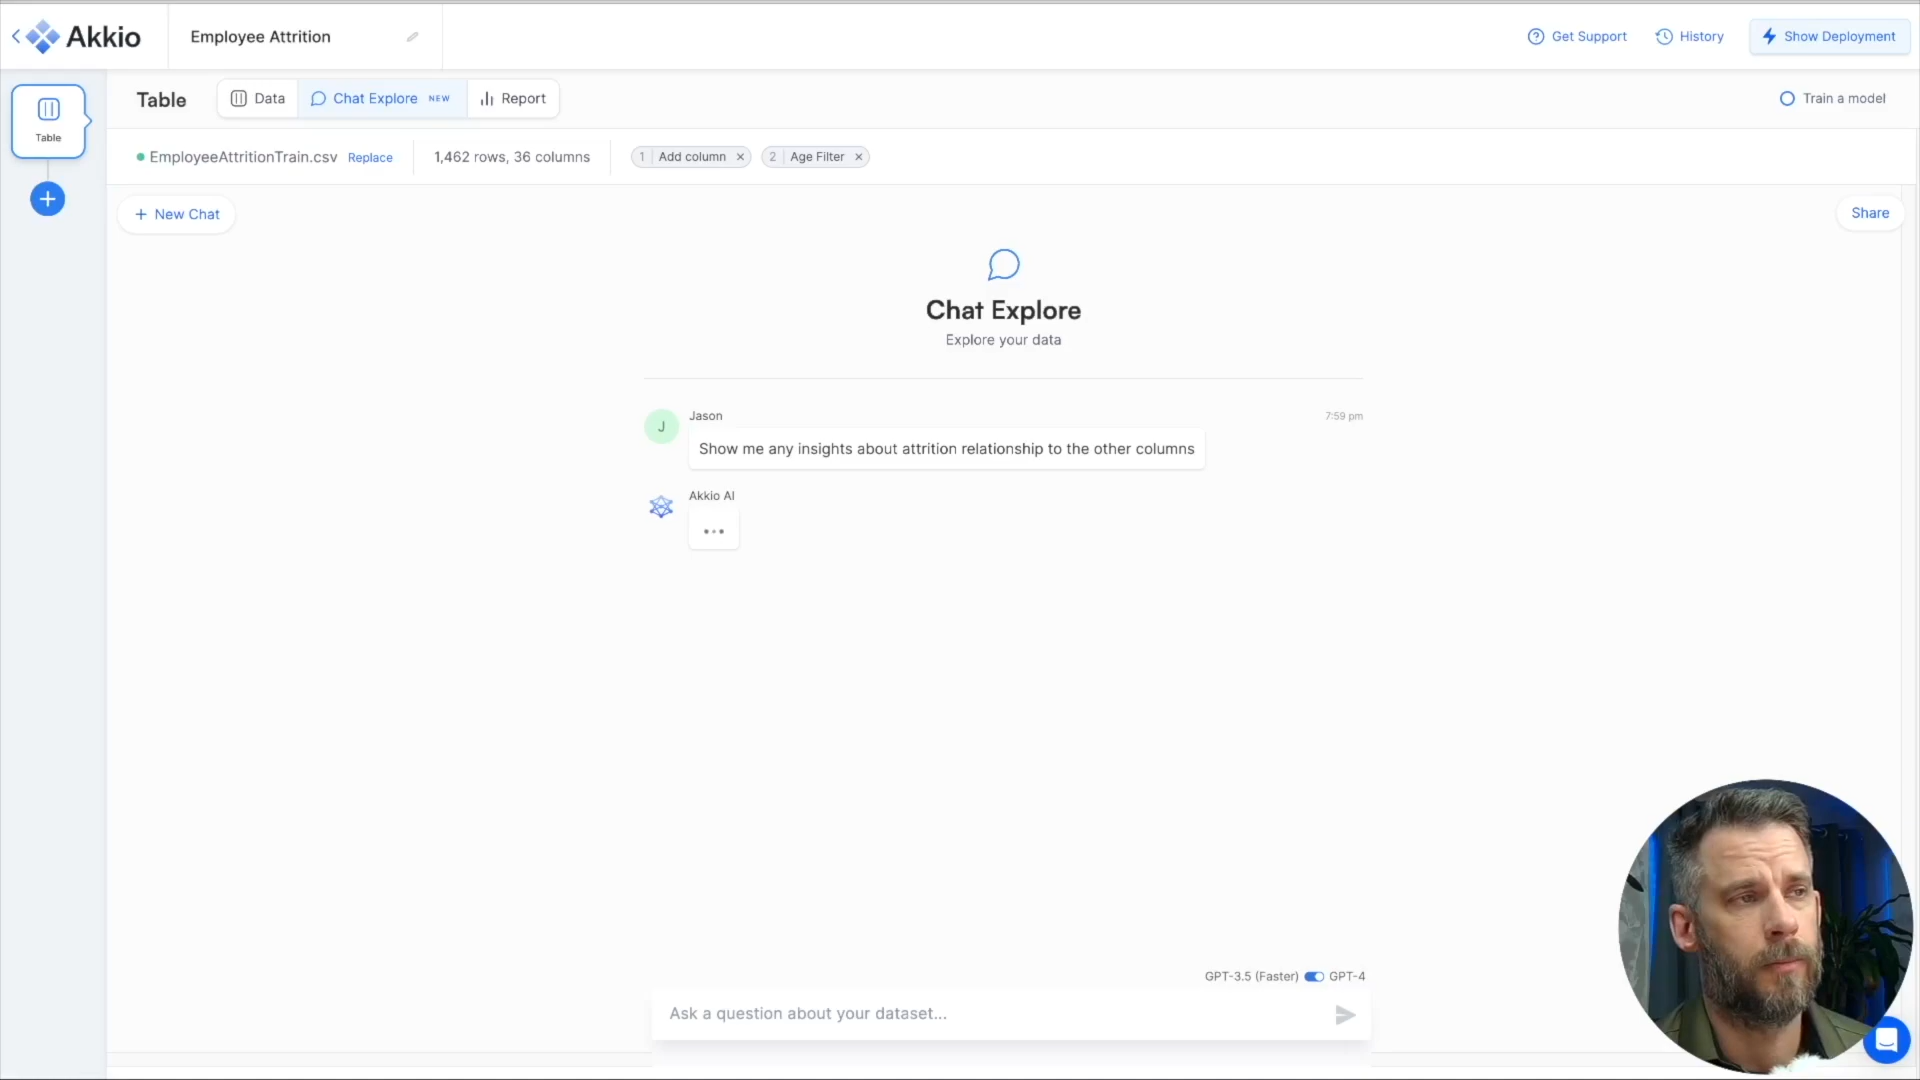 Akkio
Employee Attrition
Get Support
History
Show Deployment
Table
Data
Chat Explore NEW
Report
Train a model
Table
EmployeeAttritionTrain.csv Replace
1,462 rows, 36 columns
1 Add column ×
2 Age Filter ×
+ New Chat
Share
Chat Explore
Explore your data
J
Jason
7:59 pm
Show me any insights about attrition relationship to the other columns
Akkio AI
...
GPT-3.5 (Faster) GPT-4
Ask a question about your dataset...